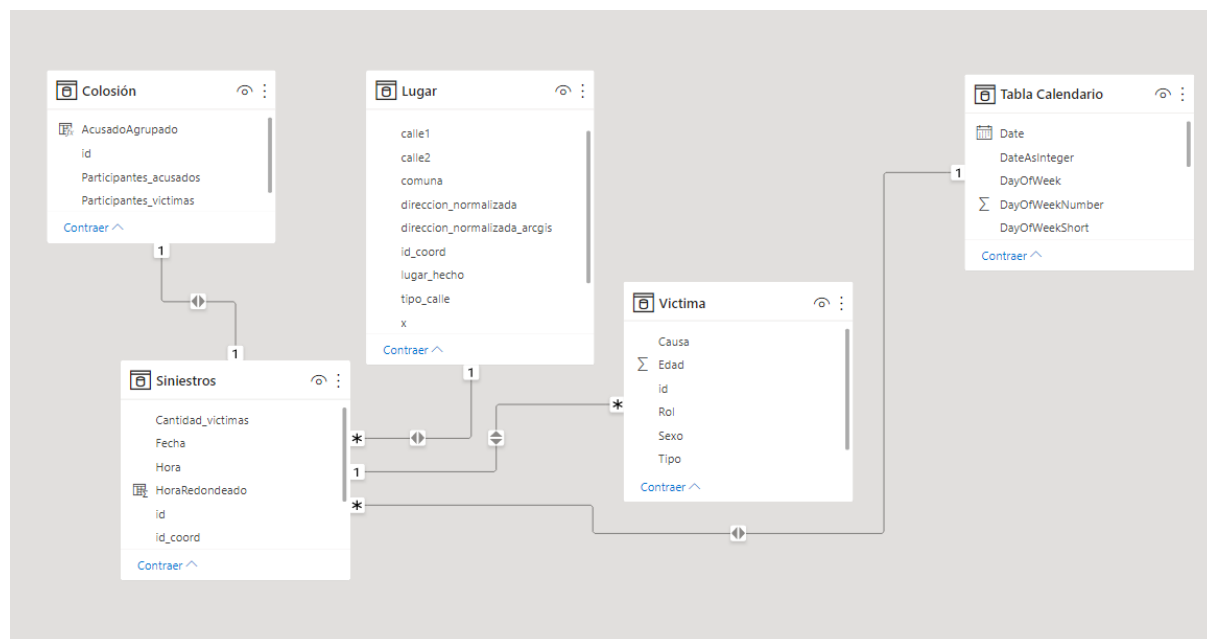 Colosión
AcusadoAgrupado
id
Participantes_acusados
Participantes_victimas
Contraer
1
1
Lugar
calle1
calle2
comuna
direccion_normalizada
direccion_normalizada_arcgis
id_coord
lugar_hecho
tipo_calle
x
Contraer
1
Tabla Calendario
Date
DateAsInteger
DayOfWeek
DayOfWeekNumber
DayOfWeekShort
Contraer
1
Victima
Causa
Edad
id
Rol
Sexo
Tipo
Contraer
*
Siniestros
Cantidad_victimas
Fecha
Hora
HoraRedondeado
id
id_coord
Contraer
*
1
*